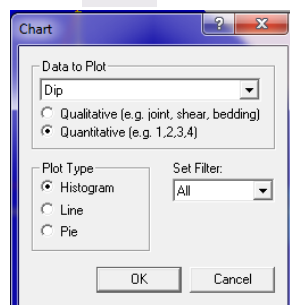 Chart
Data to Plot
Dip
Qualitative (e.g. joint, shear, bedding)
Quantitative (e.g. 1,2,3,4)
Plot Type
Histogram
Line
Pie
Set Filter:
All
OK
Cancel